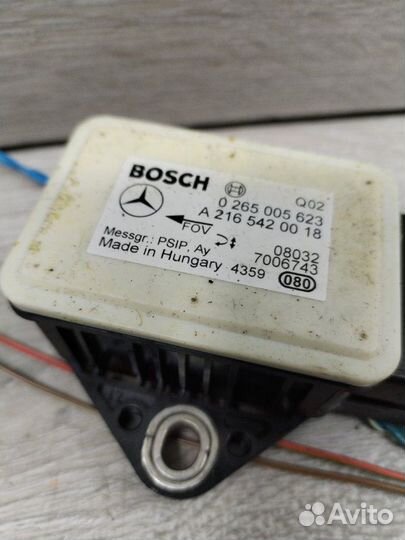 BOSCH
Q02
0 265 005 623
A 216 542 00 18
FOV
Messgr.: PSIP, Ay
08032
Made in Hungary 4359
7006743
080
Avito